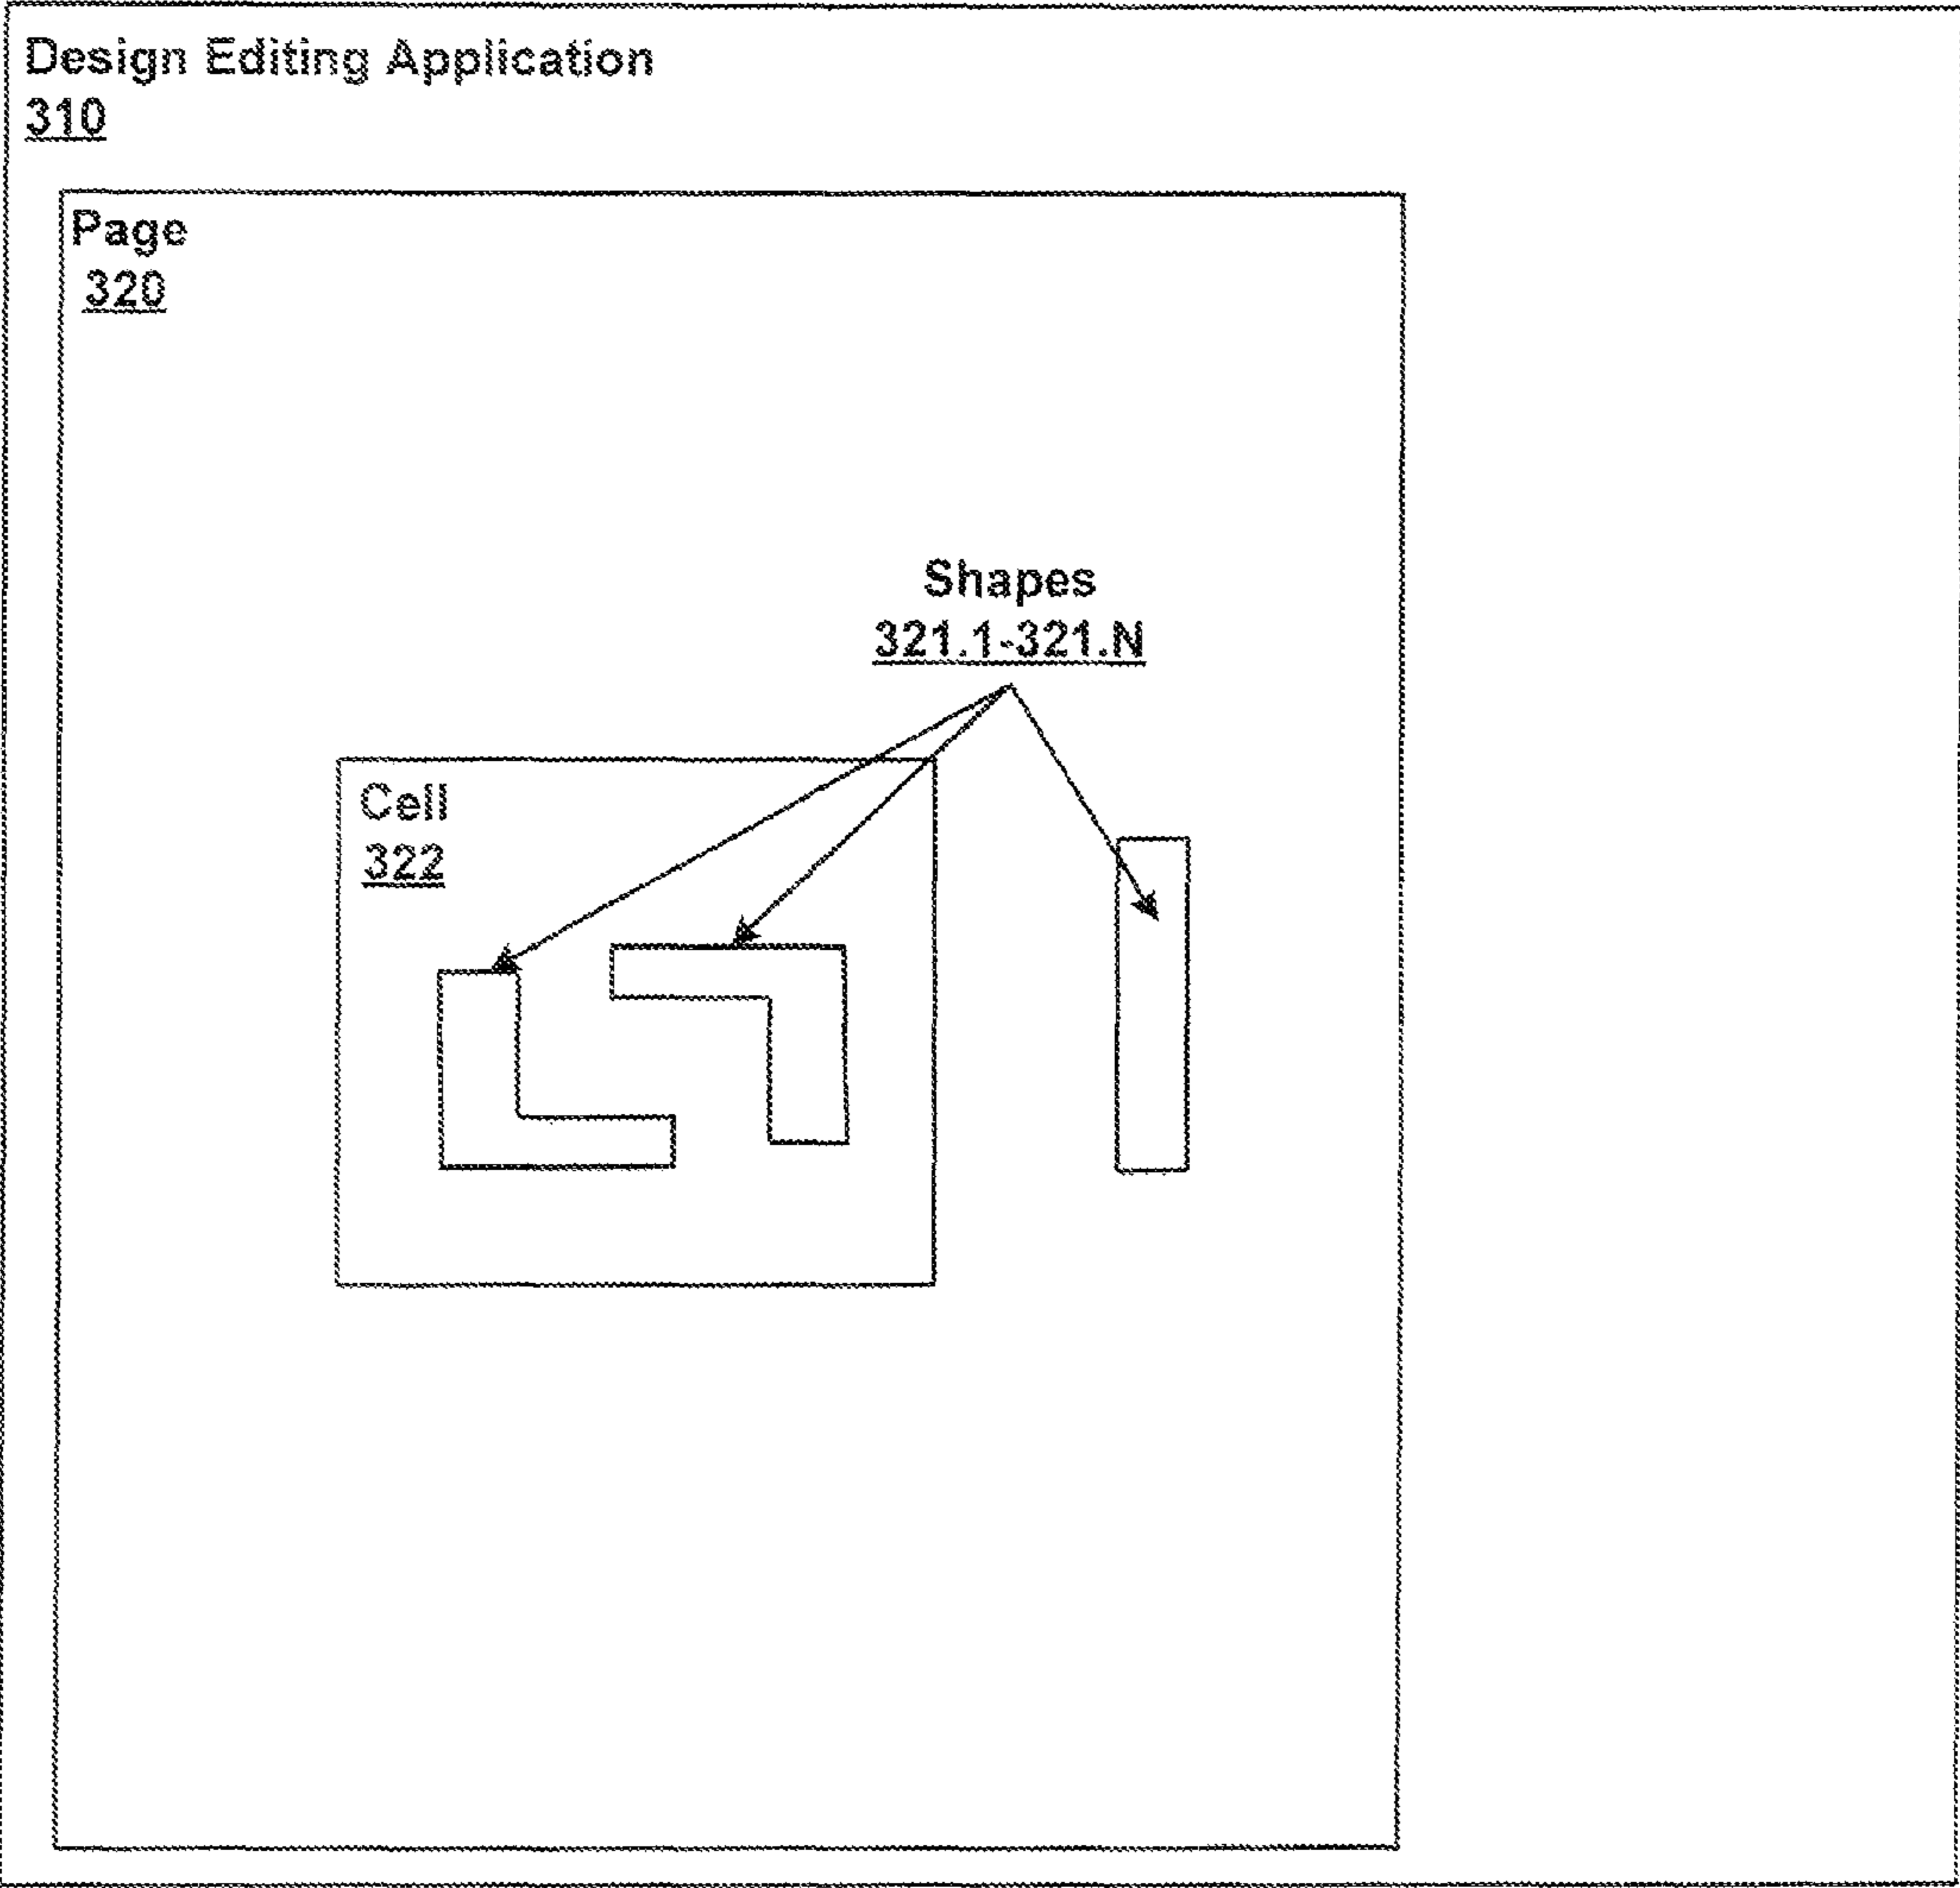 Design Editing Application
310
Page
320
Shapes
321.1-321.N
Cell
322